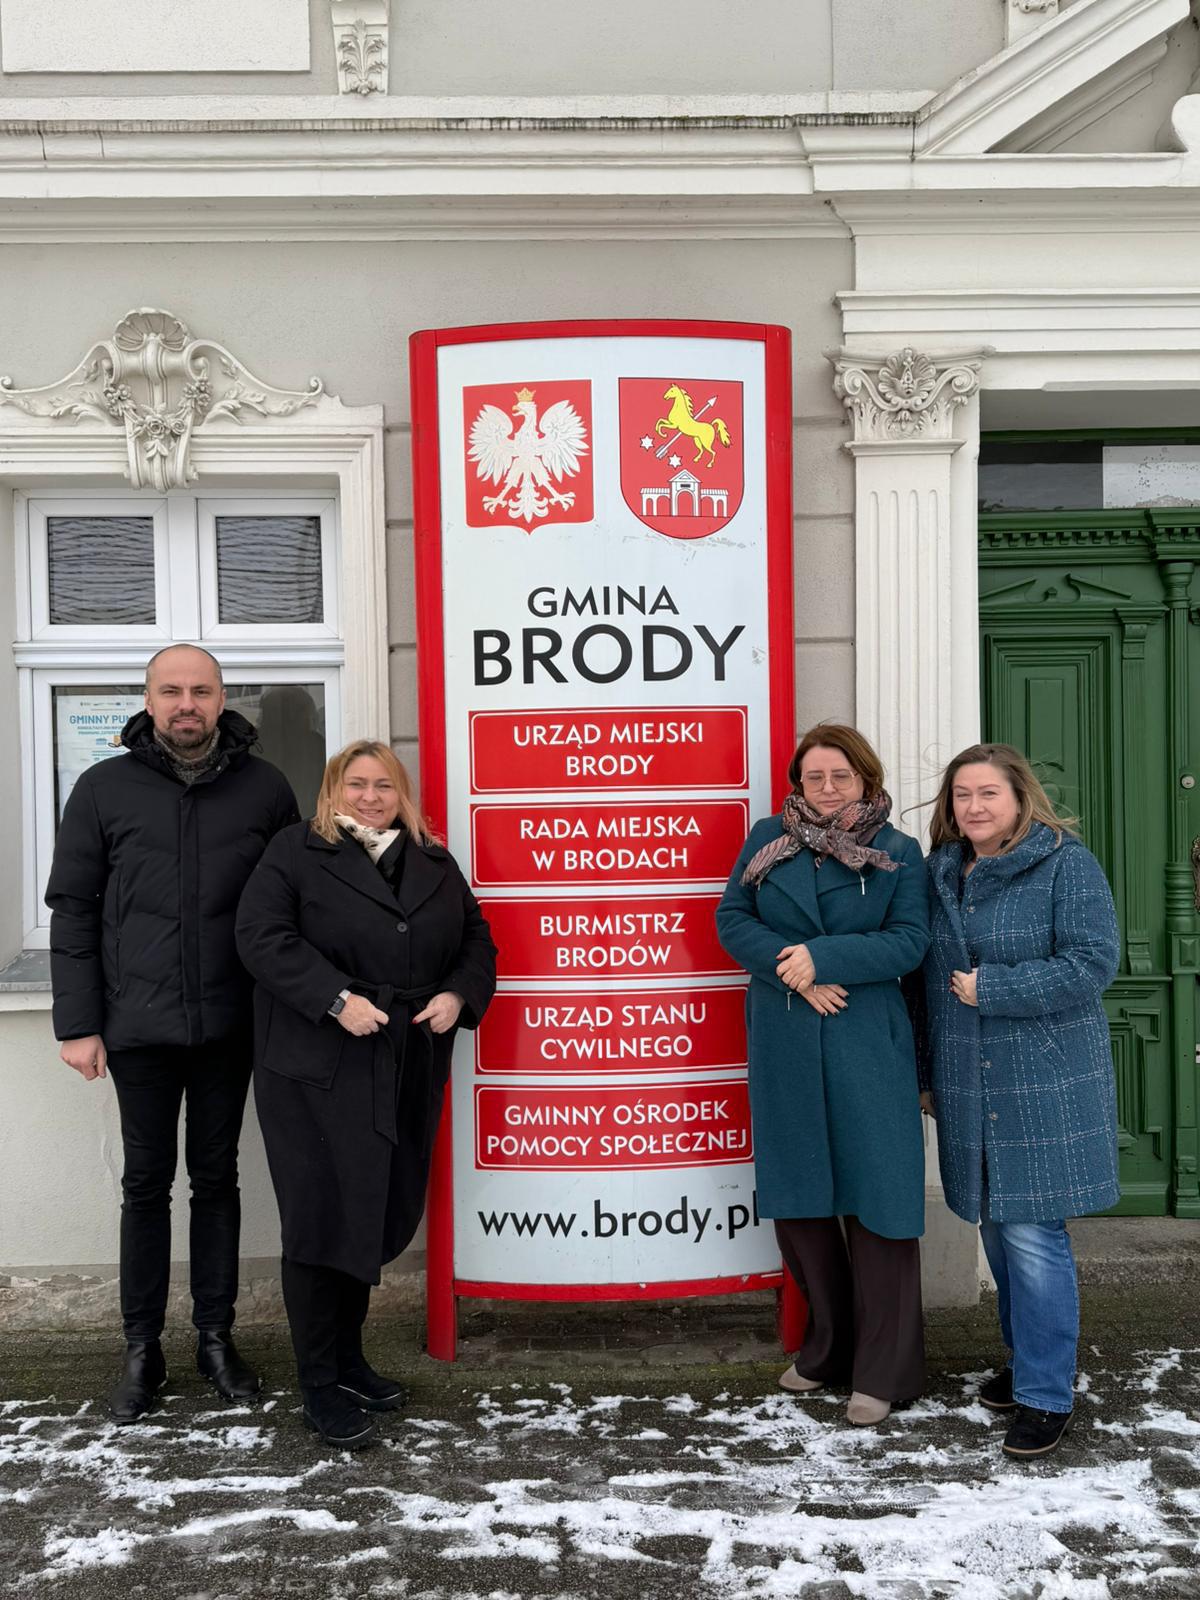 GMINA
BRODY
URZĄD MIEJSKI
BRODY
RADA MIEJSKA
W BRODACH
BURMISTRZ
BRODÓW
URZĄD STANU
CYWILNEGO
GMINNY OŚRODEK
POMOCY SPOŁECZNEJ
www.brody.pl
GMINNY